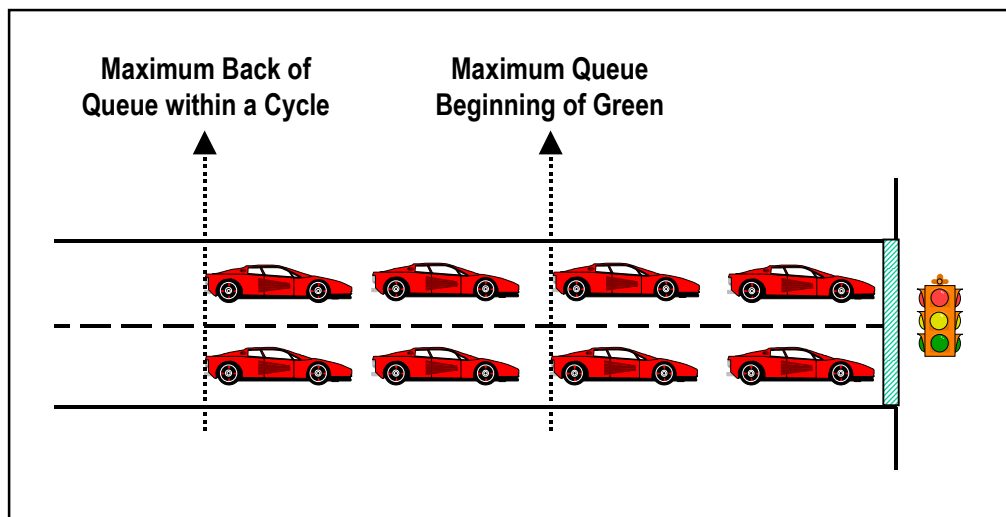 Maximum Back of
Queue within a Cycle
Maximum Queue
Beginning of Green